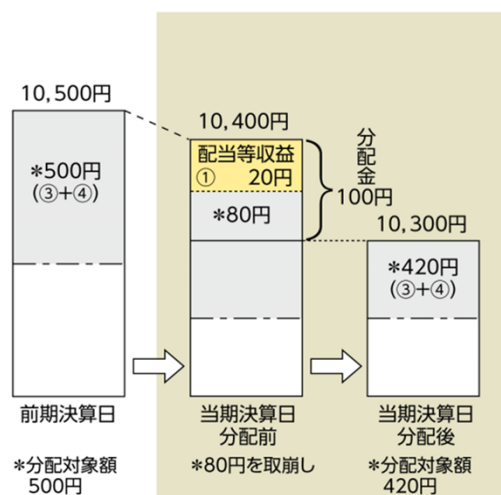 10,500円
*500円
(③+④)
前期決算日
*分配対象額
500円
10,400円
配当等収益
① 20円
*80円
分配金
100円
当期決算日
分配前
*80円を取崩し
10,300円
*420円
(③+④)
当期決算日
分配後
*分配対象額
420円